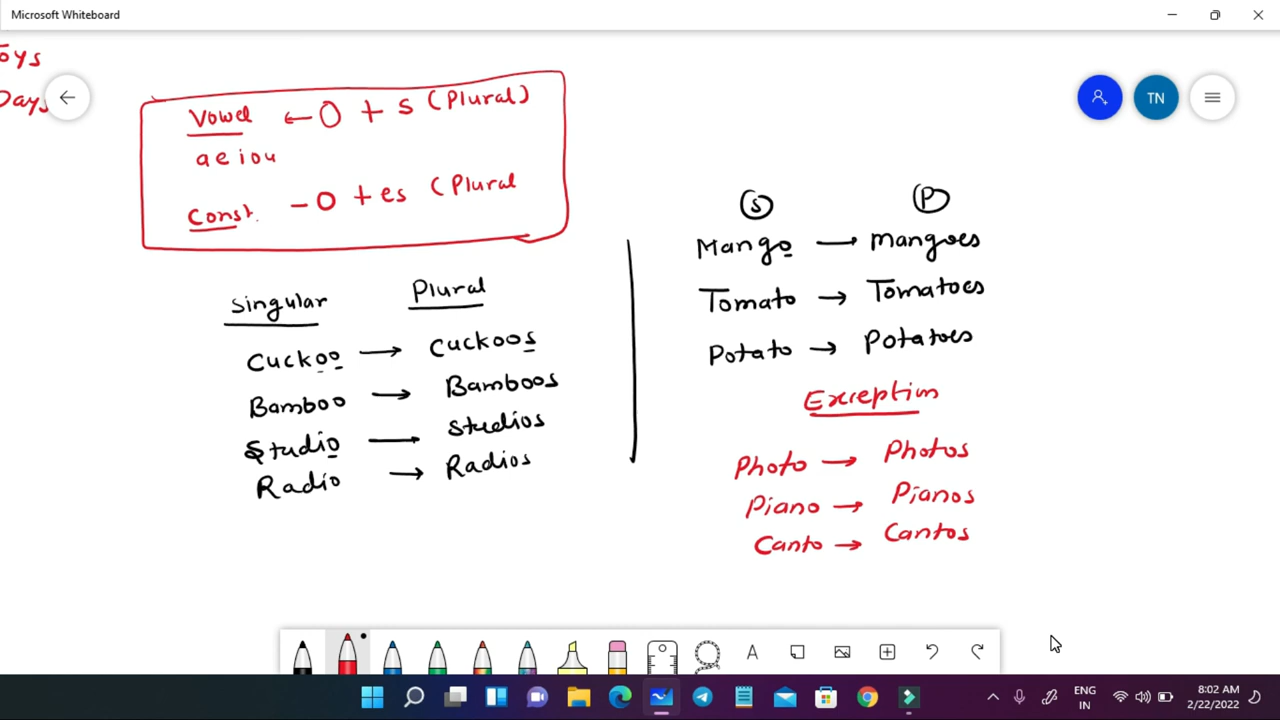 Microsoft Whiteboard
Toys
Days
Vowel ← O + s (Plural)
a e i o u
Const. - O + es (Plural
Singular Plural
Cuckoo → Cuckoos
Bamboo → Bamboos
Studio → Studios
Radio → Radios
S P
Mango → mangoes
Tomato → Tomatoes
Potato → Potatoes
Exception
Photo → Photos
Piano → Pianos
Canto → Cantos
TN
A
ENG
IN
8:02 AM
2/22/2022